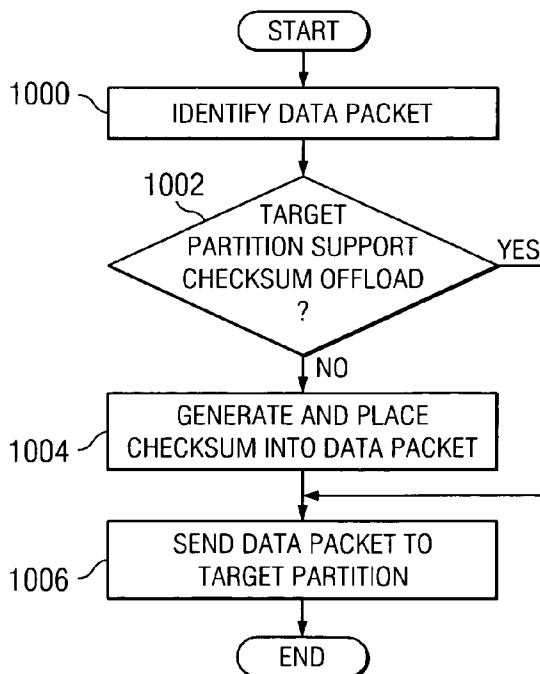 START
1000
IDENTIFY DATA PACKET
1002
TARGET
PARTITION SUPPORT
CHECKSUM OFFLOAD
?
YES
NO
GENERATE AND PLACE
CHECKSUM INTO DATA PACKET
1004
SEND DATA PACKET TO
TARGET PARTITION
1006
END